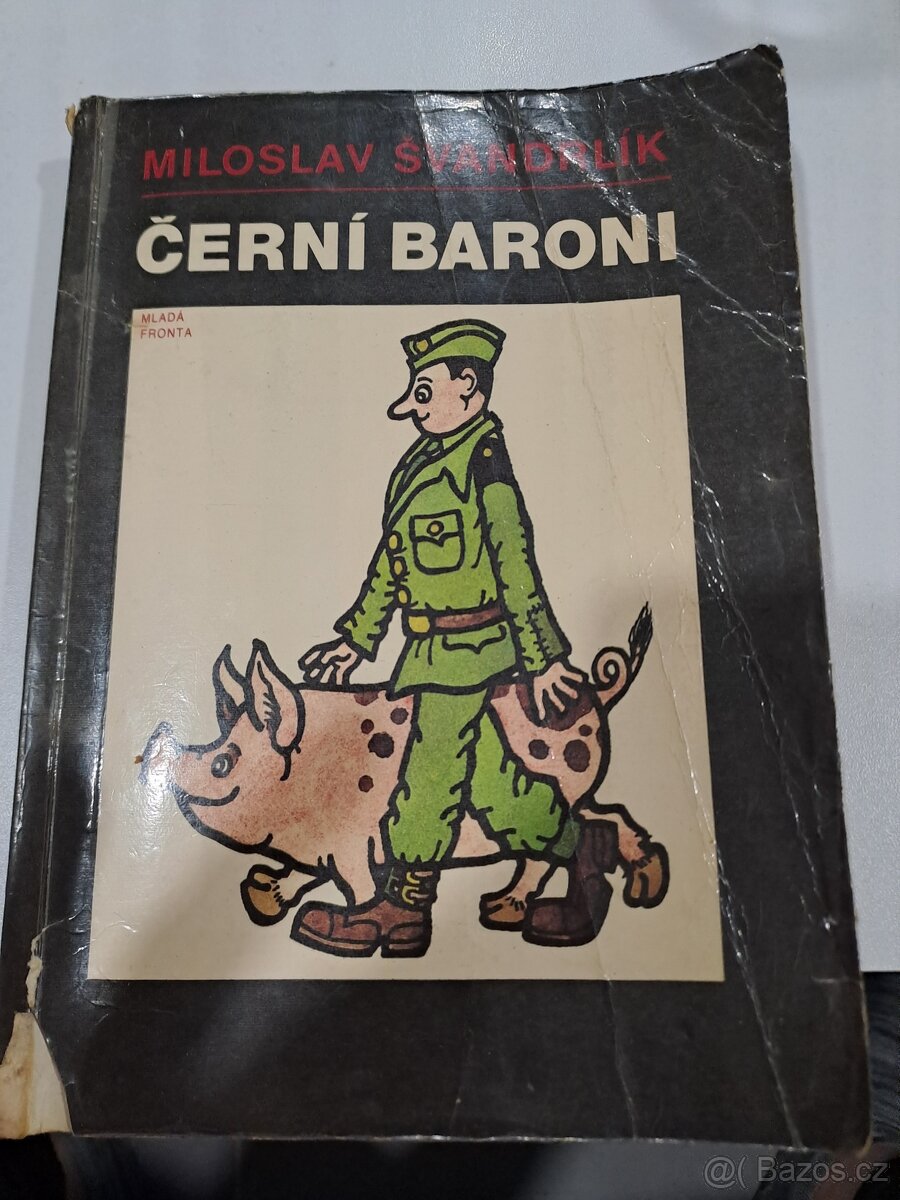 MILOSLAV ŠVANDRLÍK
ČERNÍ BARONI
MLADÁ
FRONTA
@( Bazos.cz